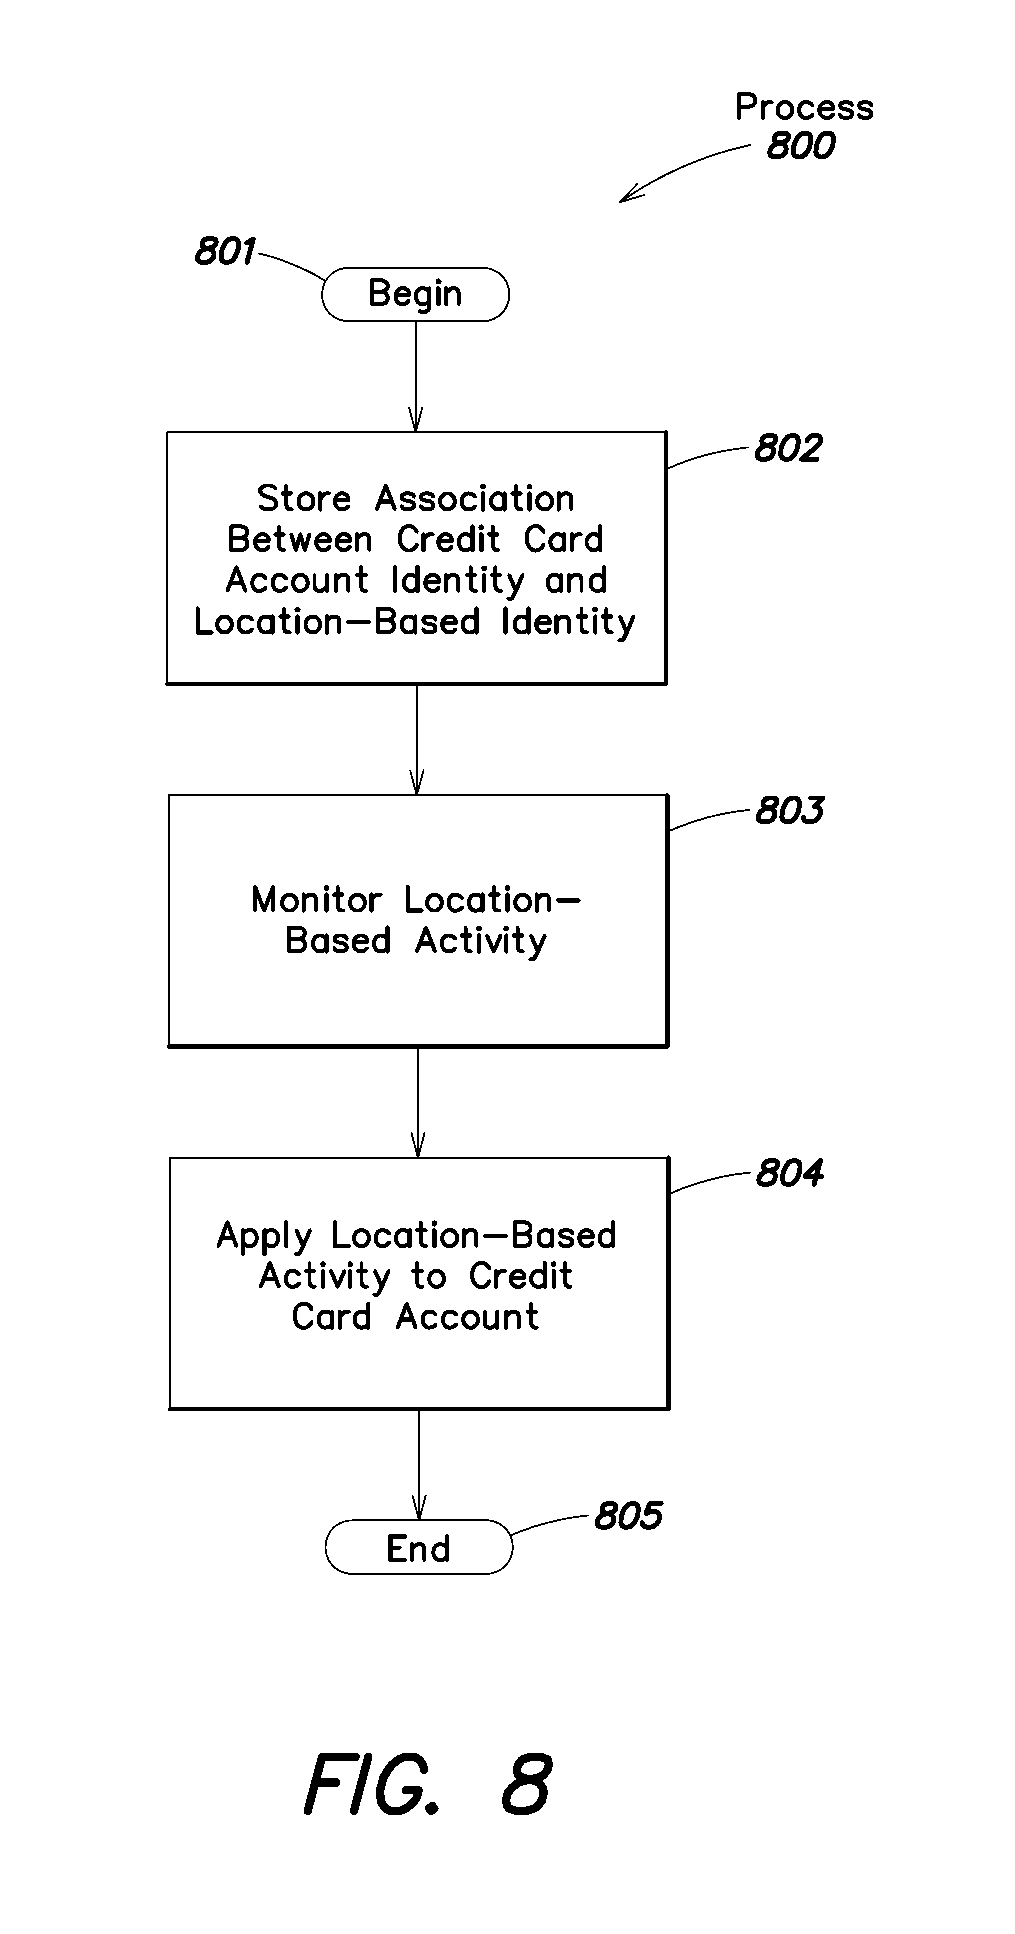 Process
800
801
Begin
802
Store Association
Between Credit Card
Account Identity and
Location-Based Identity
803
Monitor Location-
Based Activity
804
Apply Location-Based
Activity to Credit
Card Account
805
End
FIG. 8